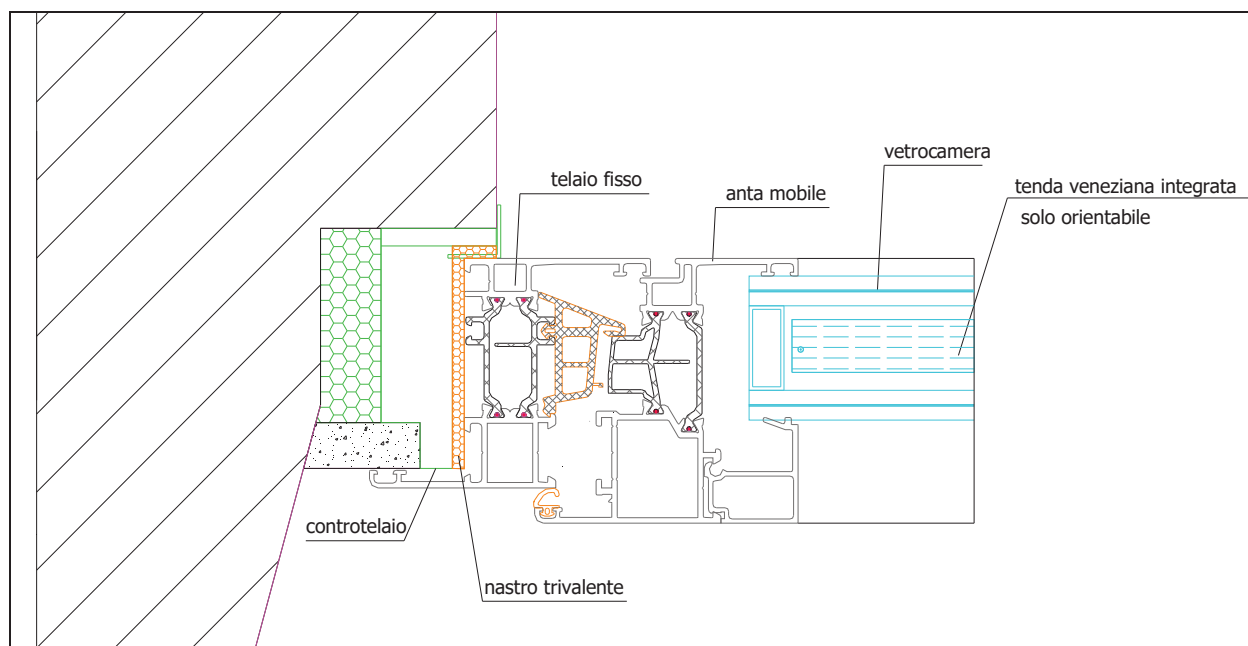 vetrocamera
telaio fisso
anta mobile
tenda veneziana integrata
solo orientabile
controtelaio
nastro trivalente